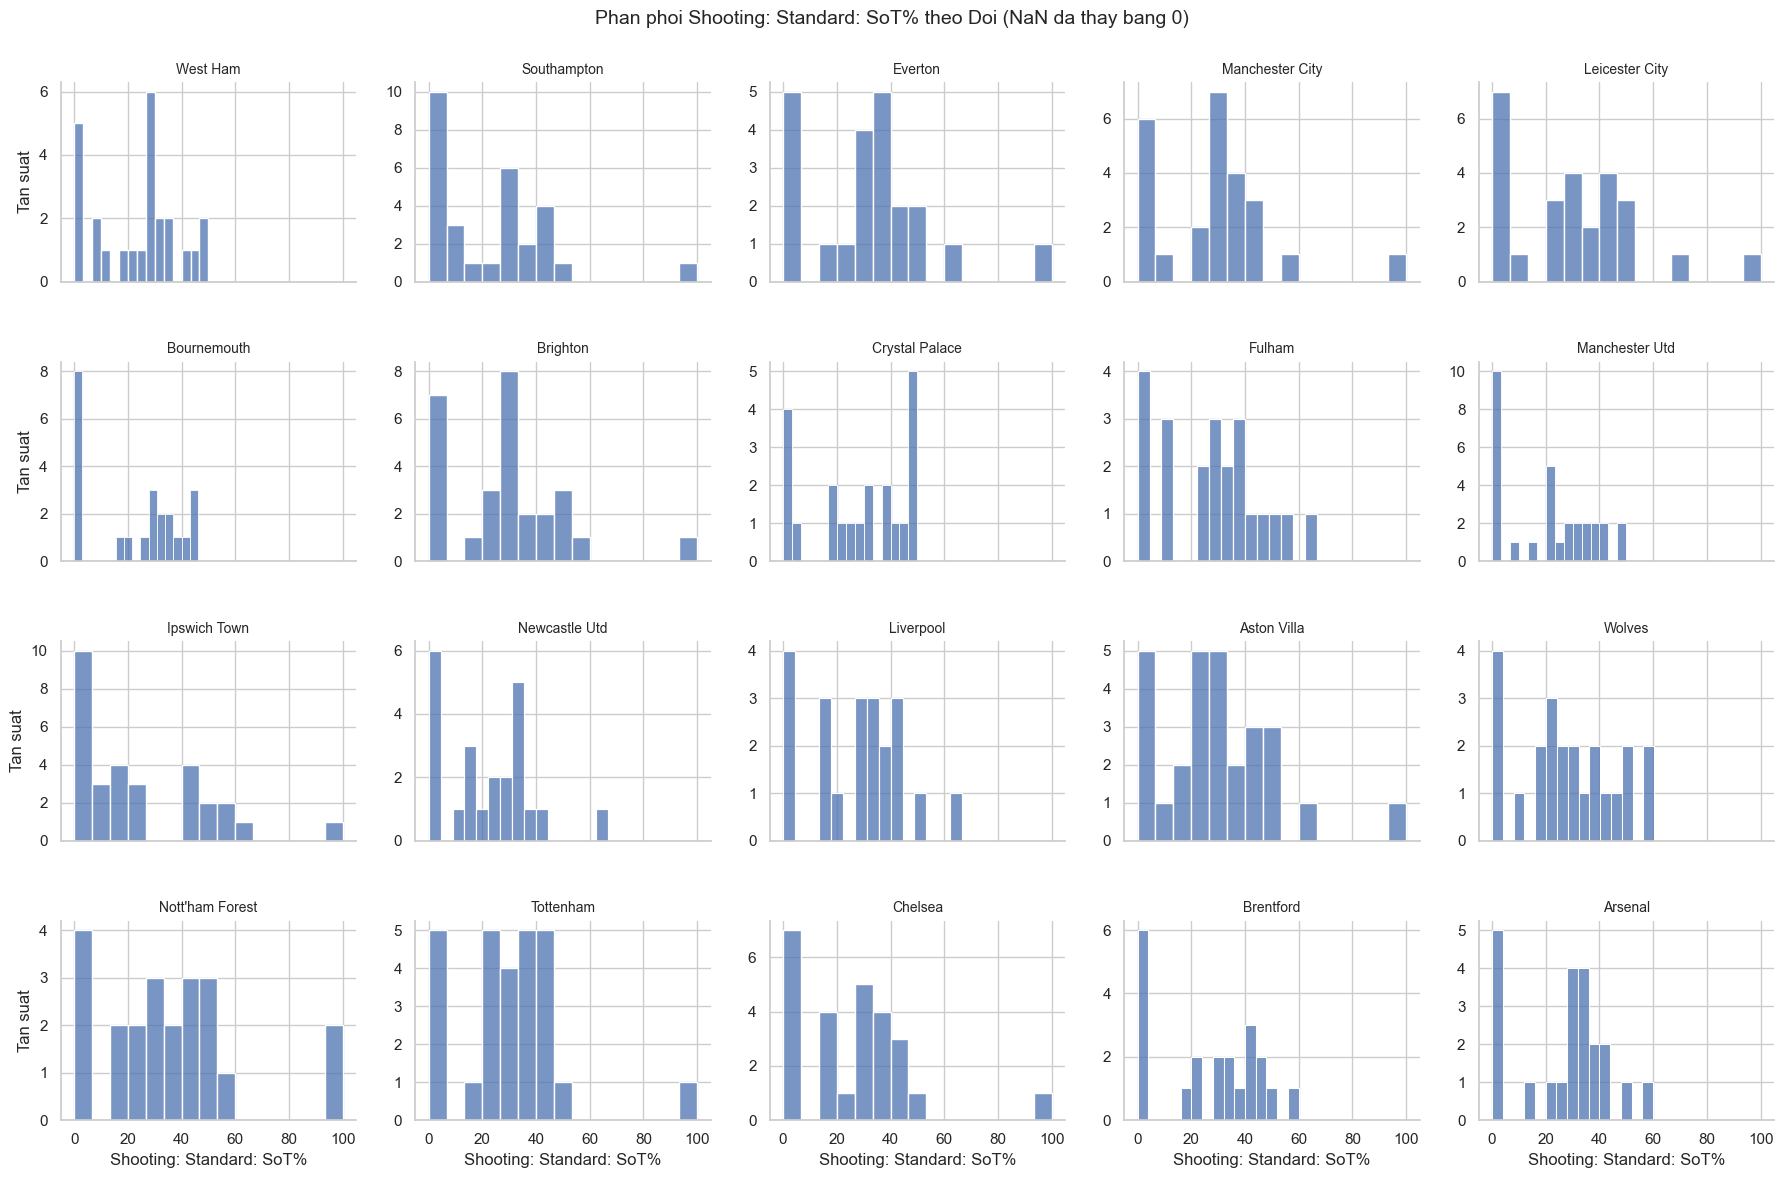 Phan phoi Shooting: Standard: SoT% theo Doi (NaN da thay bang 0)
West Ham Southampton Everton Manchester City Leicester City
Tan suat
6 4 2 0
10 8 6 4 2 0
5 4 3 2 1 0
6 4 2 0
6 4 2 0
Bournemouth Brighton Crystal Palace Fulham Manchester Utd
Tan suat
8 6 4 2 0
8 6 4 2 0
5 4 3 2 1 0
4 3 2 1 0
10 8 6 4 2 0
Ipswich Town Newcastle Utd Liverpool Aston Villa Wolves
Tan suat
10 8 6 4 2 0
6 4 2 0
4 3 2 1 0
5 4 3 2 1 0
4 3 2 1 0
Nott'ham Forest Tottenham Chelsea Brentford Arsenal
Tan suat
4 3 2 1 0
5 4 3 2 1 0
6 4 2 0
6 4 2 0
5 4 3 2 1 0
0 20 40 60 80 100 0 20 40 60 80 100 0 20 40 60 80 100 0 20 40 60 80 100 0 20 40 60 80 100
Shooting: Standard: SoT% Shooting: Standard: SoT% Shooting: Standard: SoT% Shooting: Standard: SoT% Shooting: Standard: SoT%